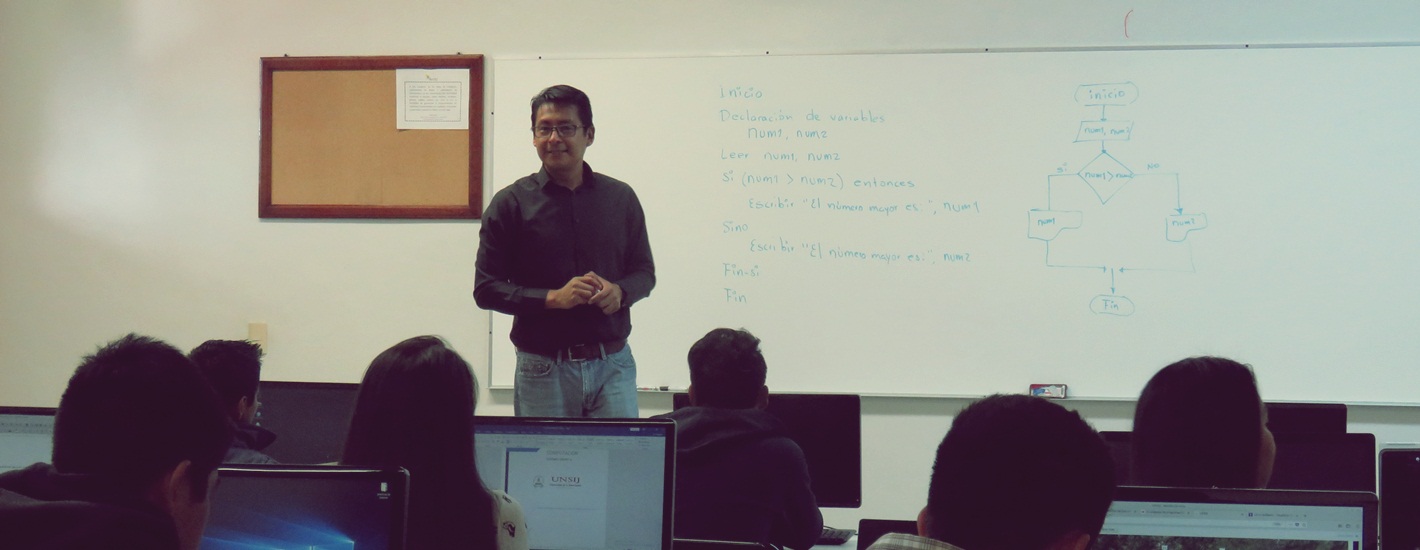 Inicio
Declaración de variables
num1, num2
Leer num1, num2
Si (num1 > num2) entonces
Escribir "El número mayor es:", num1
Sino
Escribir "El número mayor es:", num2
Fin-si
Fin
inicio
num1, num2
si
num1 > num2
NO
num1
num2
Fin
UNSIJ